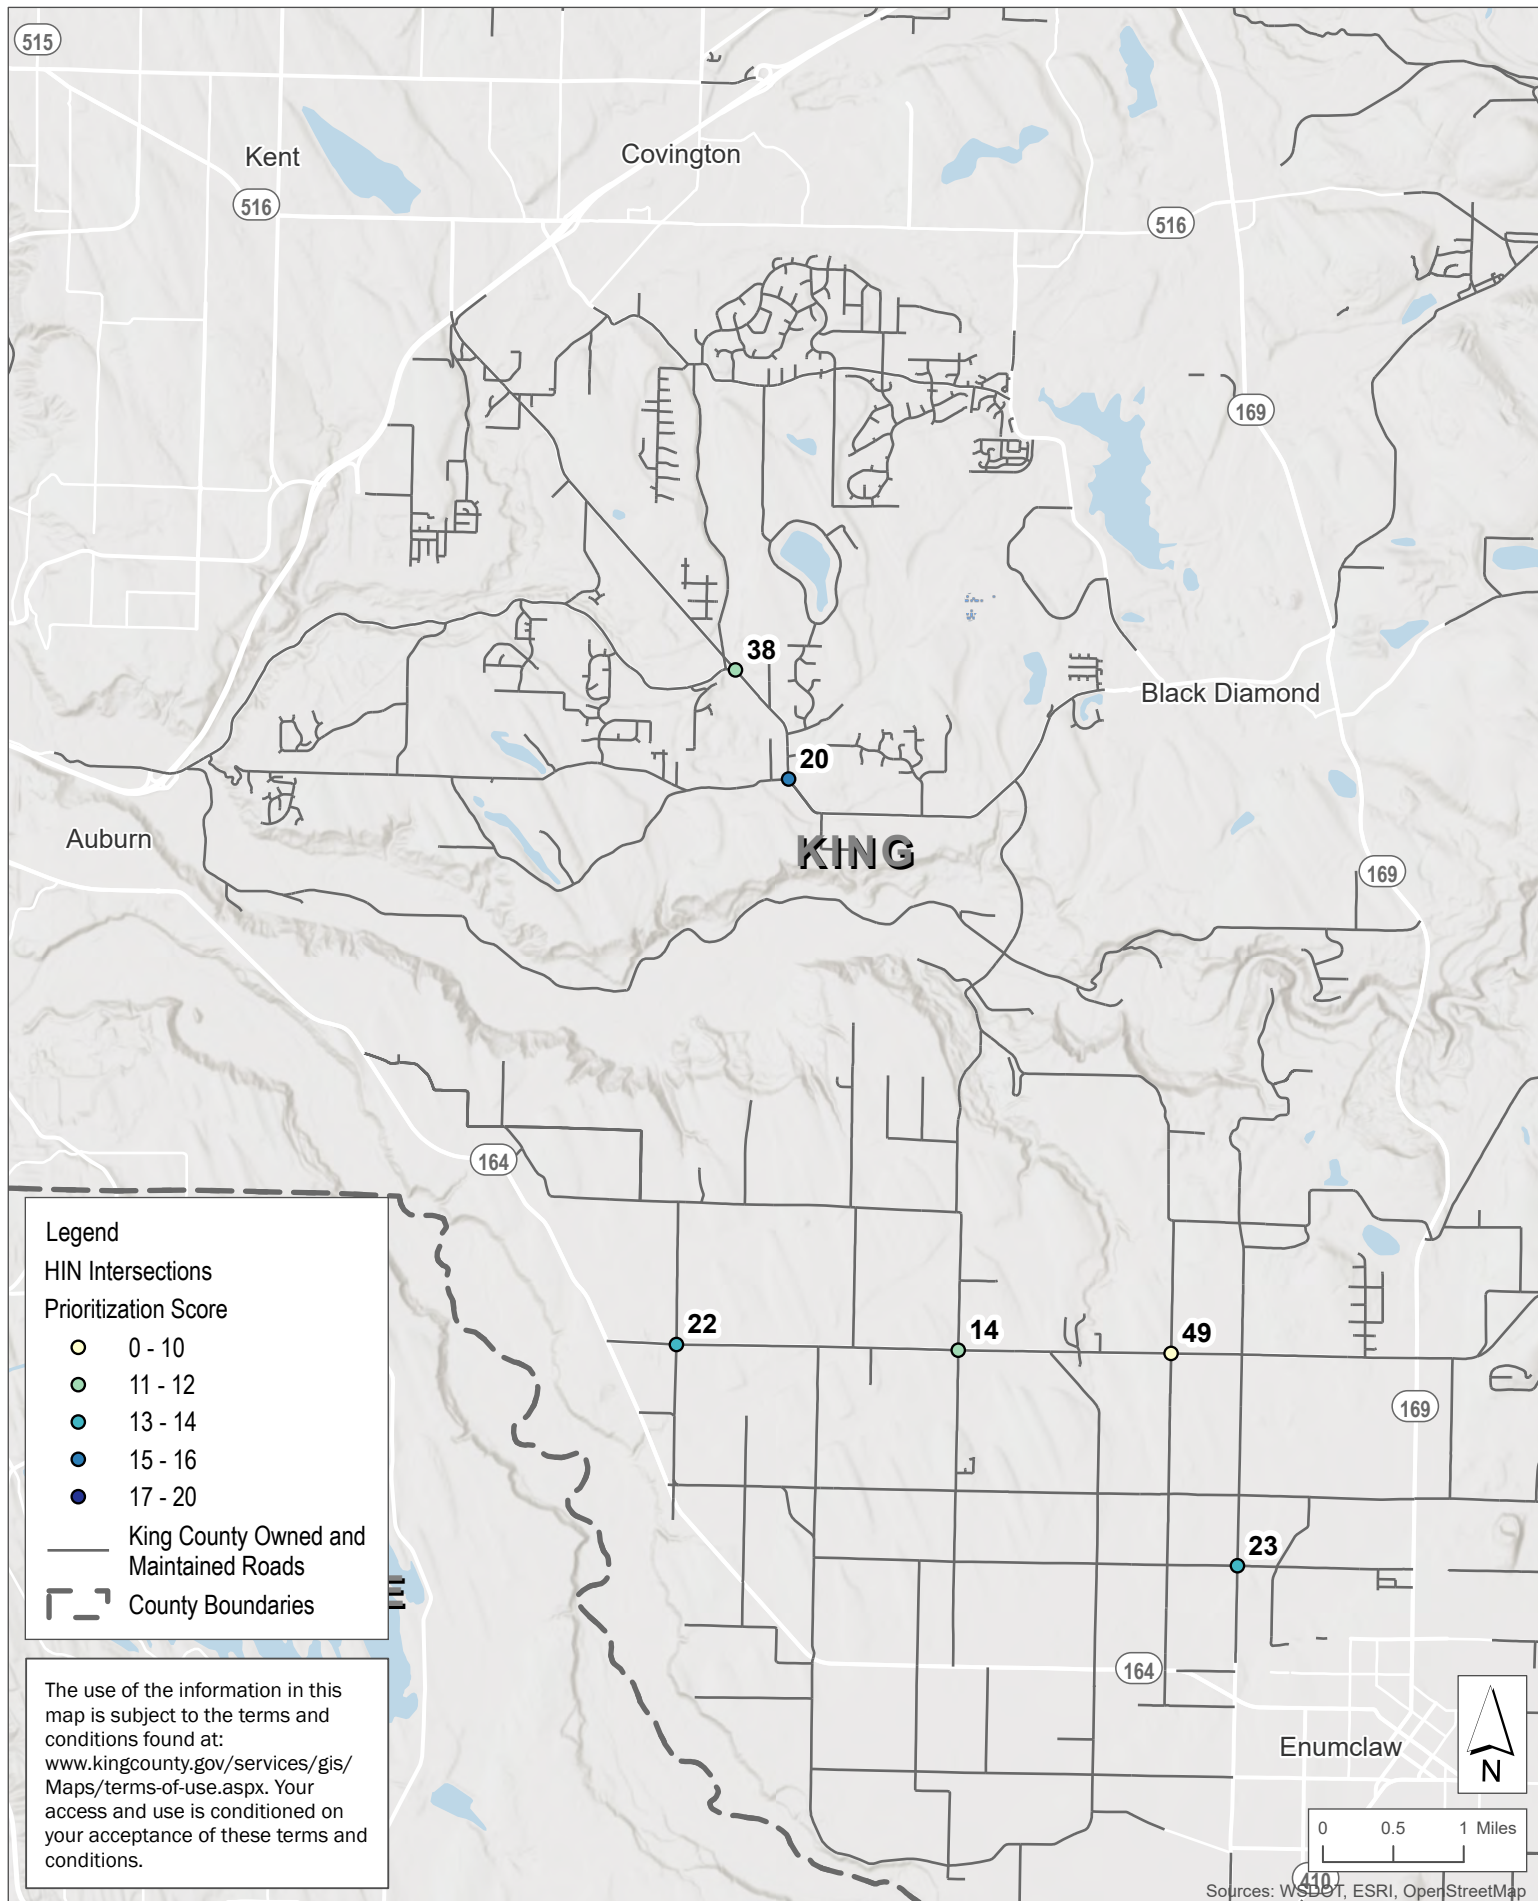 515
Kent
Covington
516
516
169
38
Black Diamond
20
Auburn
KING
169
164
22
14
49
169
23
164
Enumclaw
410
Legend
HIN Intersections
Prioritization Score
0 - 10
11 - 12
13 - 14
15 - 16
17 - 20
King County Owned and
Maintained Roads
County Boundaries
The use of the information in this
map is subject to the terms and
conditions found at:
www.kingcounty.gov/services/gis/
Maps/terms-of-use.aspx. Your
access and use is conditioned on
your acceptance of these terms and
conditions.
N
0 0.5 1 Miles
Sources: WSDOT, ESRI, OpenStreetMap